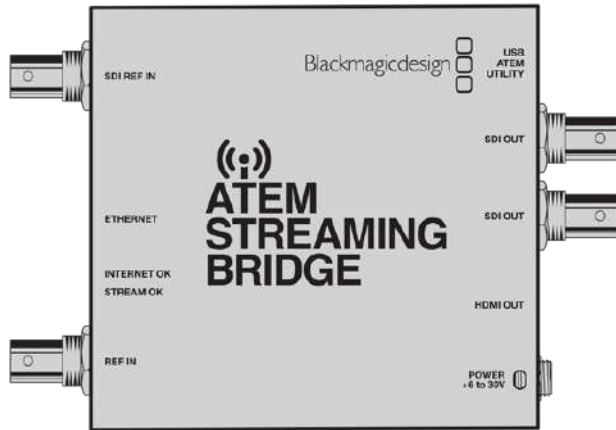 SDI REF IN
Blackmagicdesign
USB
ATEM
UTILITY
SDI OUT
ATEM
STREAMING
BRIDGE
ETHERNET
SDI OUT
INTERNET OK
STREAM OK
HDMI OUT
REF IN
POWER
+6 to 30V